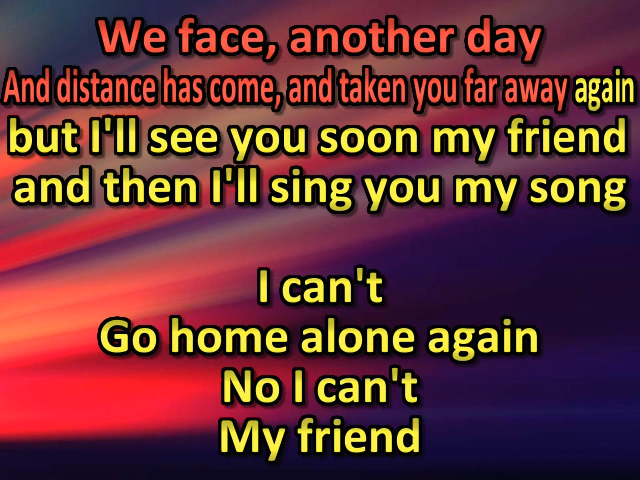 We face, another day
And distance has come, and taken you far away again
but I'll see you soon my friend
and then I'll sing you my song
I can't
Go home alone again
No I can't
My friend